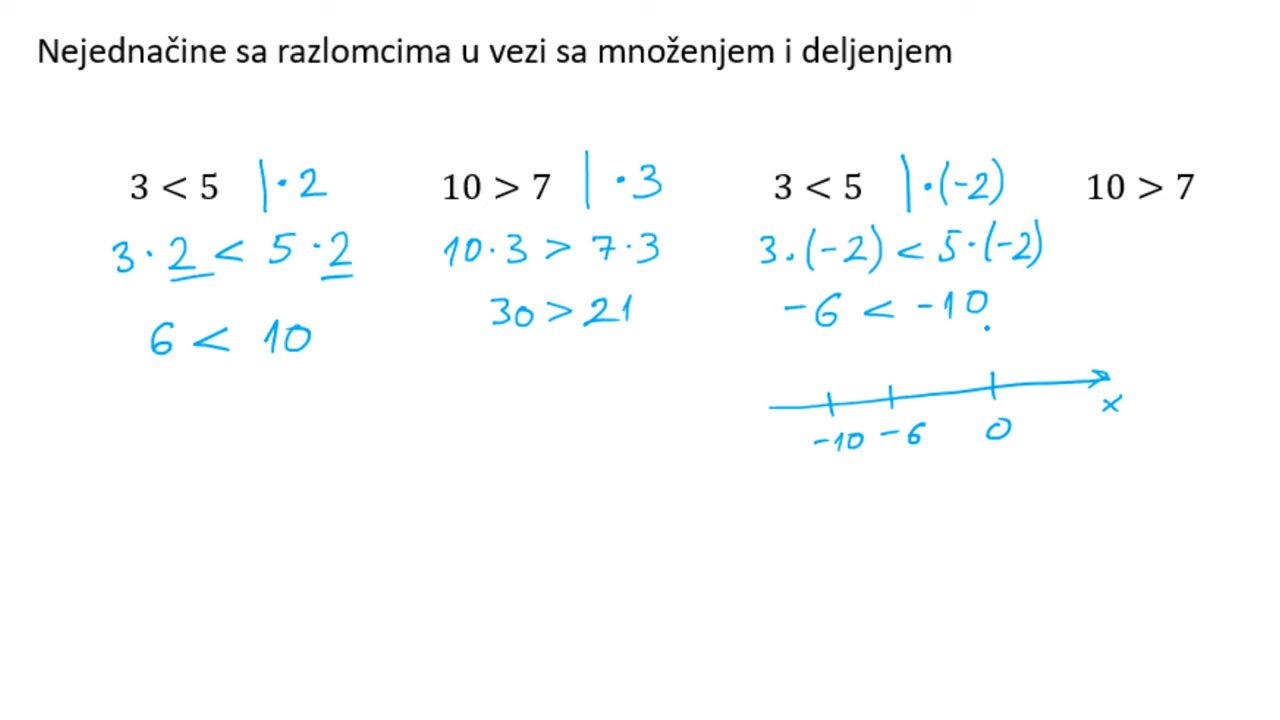 Nejednačine sa razlomcima u vezi sa množenjem i deljenjem
3 < 5 | · 2
3 · 2 < 5 · 2
6 < 10
10 > 7 | · 3
10 · 3 > 7 · 3
30 > 21
3 < 5 | · (-2)
3 · (-2) < 5 · (-2)
-6 < -10
-10 -6 0 x
10 > 7